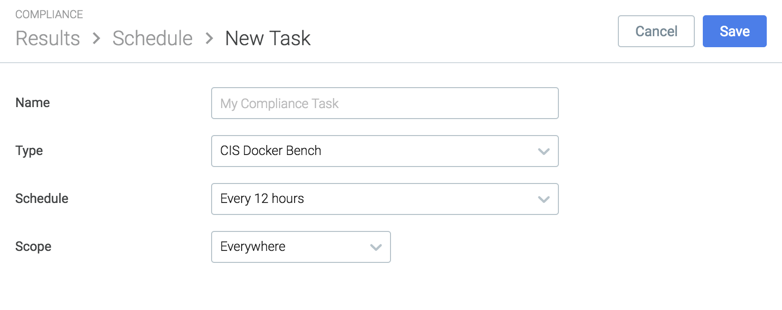 COMPLIANCE
Results > Schedule > New Task
Cancel
Save
Name
My Compliance Task
Type
CIS Docker Bench
Schedule
Every 12 hours
Scope
Everywhere